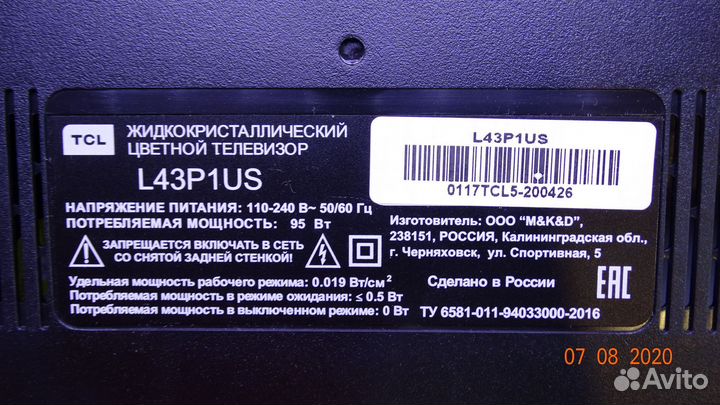 TCL
ЖИДКОКРИСТАЛЛИЧЕСКИЙ
ЦВЕТНОЙ ТЕЛЕВИЗОР
L43P1US
НАПРЯЖЕНИЕ ПИТАНИЯ: 110-240 В~ 50/60 Гц
ПОТРЕБЛЯЕМАЯ МОЩНОСТЬ: 95 Вт
ЗАПРЕЩАЕТСЯ ВКЛЮЧАТЬ В СЕТЬ
СО СНЯТОЙ ЗАДНЕЙ СТЕНКОЙ!
Удельная мощность рабочего режима: 0.019 Вт/см²
Потребляемая мощность в режиме ожидания: ≤ 0.5 Вт
Потребляемая мощность в выключенном режиме: 0 Вт
L43P1US
0117TCL5-200426
Изготовитель: ООО "M&K&D",
238151, РОССИЯ, Калининградская обл.,
г. Черняховск, ул. Спортивная, 5
Сделано в России
EAC
ТУ 6581-011-94033000-2016
07 08 2020
Avito